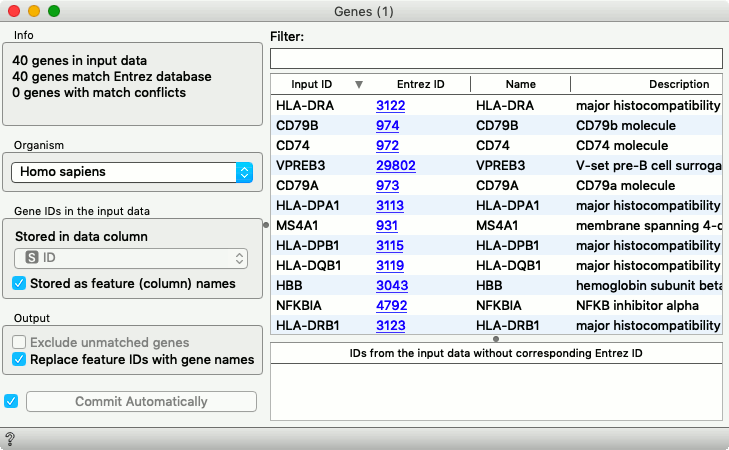 Genes (1)
Info
40 genes in input data
40 genes match Entrez database
0 genes with match conflicts
Organism
Homo sapiens
Gene IDs in the input data
Stored in data column
S ID
Stored as feature (column) names
Output
Exclude unmatched genes
Replace feature IDs with gene names
Commit Automatically
?
Filter:
Input ID Entrez ID Name Description
HLA-DRA 3122 HLA-DRA major histocompatibility
CD79B 974 CD79B CD79b molecule
CD74 972 CD74 CD74 molecule
VPREB3 29802 VPREB3 V-set pre-B cell surroga
CD79A 973 CD79A CD79a molecule
HLA-DPA1 3113 HLA-DPA1 major histocompatibility
MS4A1 931 MS4A1 membrane spanning 4-d
HLA-DPB1 3115 HLA-DPB1 major histocompatibility
HLA-DQB1 3119 HLA-DQB1 major histocompatibility
HBB 3043 HBB hemoglobin subunit beta
NFKBIA 4792 NFKBIA NFKB inhibitor alpha
HLA-DRB1 3123 HLA-DRB1 major histocompatibility
IDs from the input data without corresponding Entrez ID